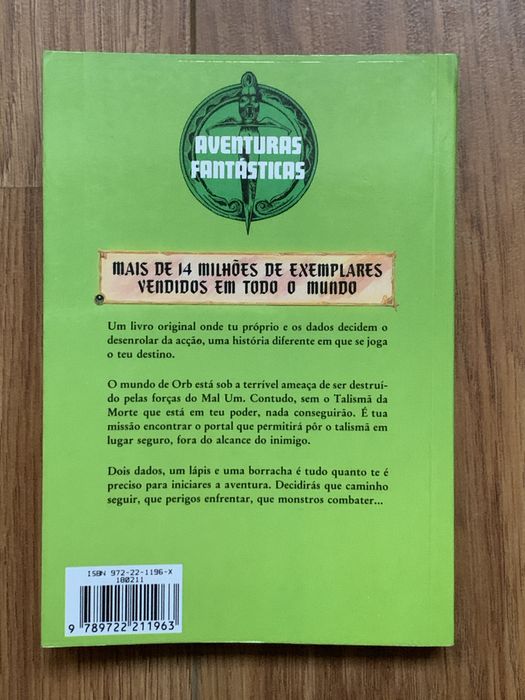 AVENTURAS
FANTÁSTICAS
MAIS DE 14 MILHÕES DE EXEMPLARES
VENDIDOS EM TODO O MUNDO
Um livro original onde tu próprio e os dados decidem o
desenrolar da acção, uma história diferente em que se joga
o teu destino.
O mundo de Orb está sob a terrível ameaça de ser destruí-
do pelas forças do Mal Um. Contudo, sem o Talismã da
Morte que está em teu poder, nada conseguirão. É tua
missão encontrar o portal que permitirá pôr o talismã em
lugar seguro, fora do alcance do inimigo.
Dois dados, um lápis e uma borracha é tudo quanto te é
preciso para iniciares a aventura. Decidirás que caminho
seguir, que perigos enfrentar, que monstros combater...
ISBN 972-22-1196-X
180211
9 789722 211963